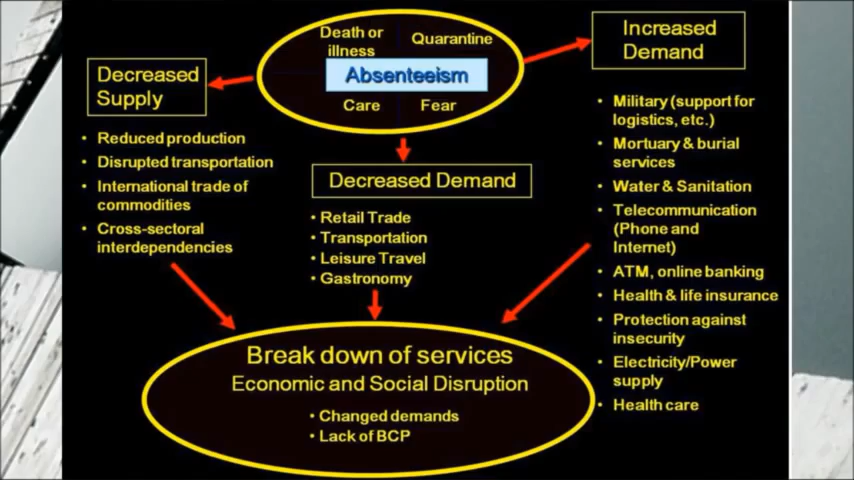 Death or
illness
Quarantine
Absenteeism
Care
Fear
Decreased
Supply
• Reduced production
• Disrupted transportation
• International trade of
commodities
• Cross-sectoral
interdependencies
Decreased Demand
• Retail Trade
• Transportation
• Leisure Travel
• Gastronomy
Increased
Demand
• Military (support for
logistics, etc.)
• Mortuary & burial
services
• Water & Sanitation
• Telecommunication
(Phone and
Internet)
• ATM, online banking
• Health & life insurance
• Protection against
insecurity
• Electricity/Power
supply
• Health care
Break down of services
Economic and Social Disruption
• Changed demands
• Lack of BCP